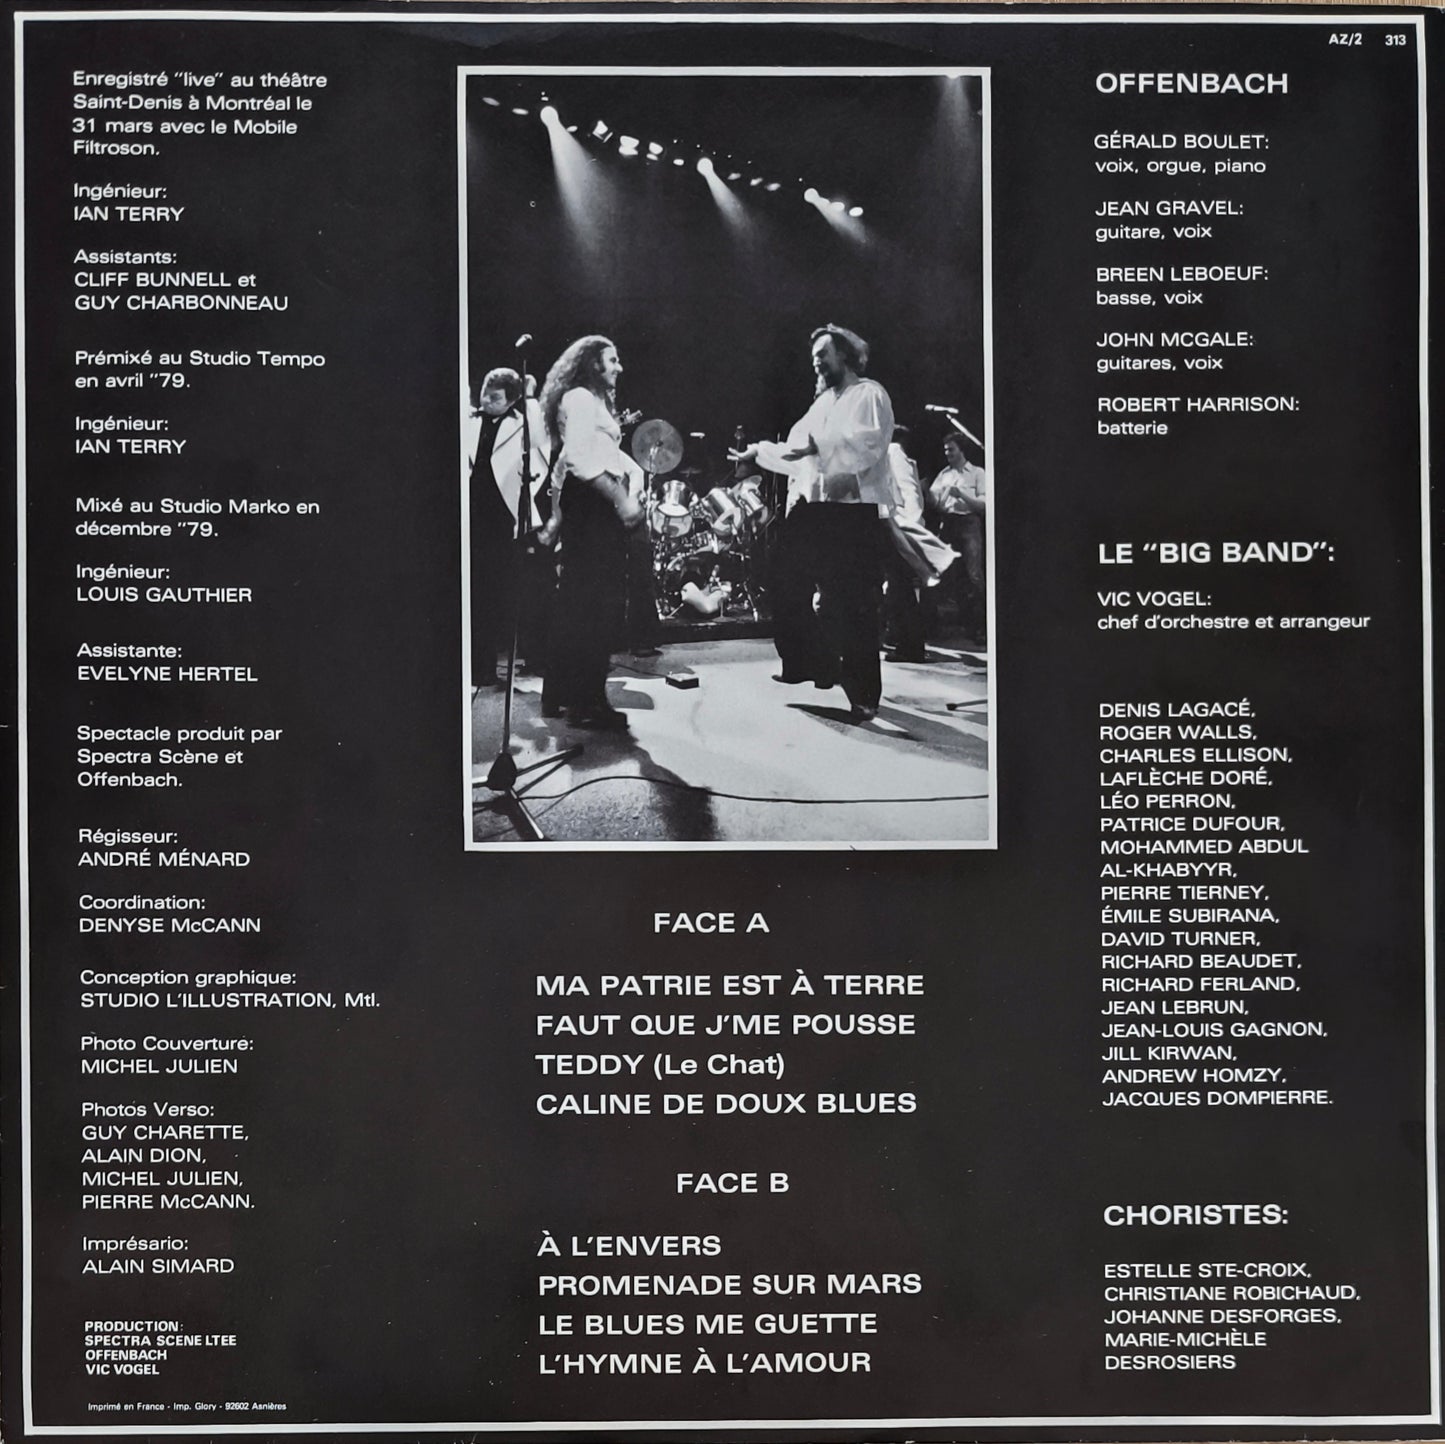 AZ/2 313
Enregistré "live" au théâtre
Saint-Denis à Montréal le
31 mars avec le Mobile
Filtroson.
Ingénieur:
IAN TERRY
Assistants:
CLIFF BUNNELL et
GUY CHARBONNEAU
Prémixé au Studio Tempo
en avril "79.
Ingénieur:
IAN TERRY
Mixé au Studio Marko en
décembre "79.
Ingénieur:
LOUIS GAUTHIER
Assistante:
EVELYNE HERTEL
Spectacle produit par
Spectra Scène et
Offenbach.
Régisseur:
ANDRÉ MÉNARD
Coordination:
DENYSE McCANN
Conception graphique:
STUDIO L'ILLUSTRATION, Mtl.
Photo Couverture:
MICHEL JULIEN
Photos Verso:
GUY CHARETTE,
ALAIN DION,
MICHEL JULIEN,
PIERRE McCANN.
Imprésario:
ALAIN SIMARD
PRODUCTION:
SPECTRA SCENE LTEE
OFFENBACH
VIC VOGEL
Imprimé en France - Imp. Glory - 92602 Asnières
FACE A
MA PATRIE EST À TERRE
FAUT QUE J'ME POUSSE
TEDDY (Le Chat)
CALINE DE DOUX BLUES
FACE B
À L'ENVERS
PROMENADE SUR MARS
LE BLUES ME GUETTE
L'HYMNE À L'AMOUR
OFFENBACH
GÉRALD BOULET:
voix, orgue, piano
JEAN GRAVEL:
guitare, voix
BREEN LEBOEUF:
basse, voix
JOHN MCGALE:
guitares, voix
ROBERT HARRISON:
batterie
LE "BIG BAND":
VIC VOGEL:
chef d'orchestre et arrangeur
DENIS LAGACÉ,
ROGER WALLS,
CHARLES ELLISON,
LAFLÈCHE DORÉ,
LÉO PERRON,
PATRICE DUFOUR,
MOHAMMED ABDUL
AL-KHABYYR,
PIERRE TIERNEY,
ÉMILE SUBIRANA,
DAVID TURNER,
RICHARD BEAUDET,
RICHARD FERLAND,
JEAN LEBRUN,
JEAN-LOUIS GAGNON,
JILL KIRWAN,
ANDREW HOMZY,
JACQUES DOMPIERRE.
CHORISTES:
ESTELLE STE-CROIX,
CHRISTIANE ROBICHAUD,
JOHANNE DESFORGES,
MARIE-MICHÈLE
DESROSIERS